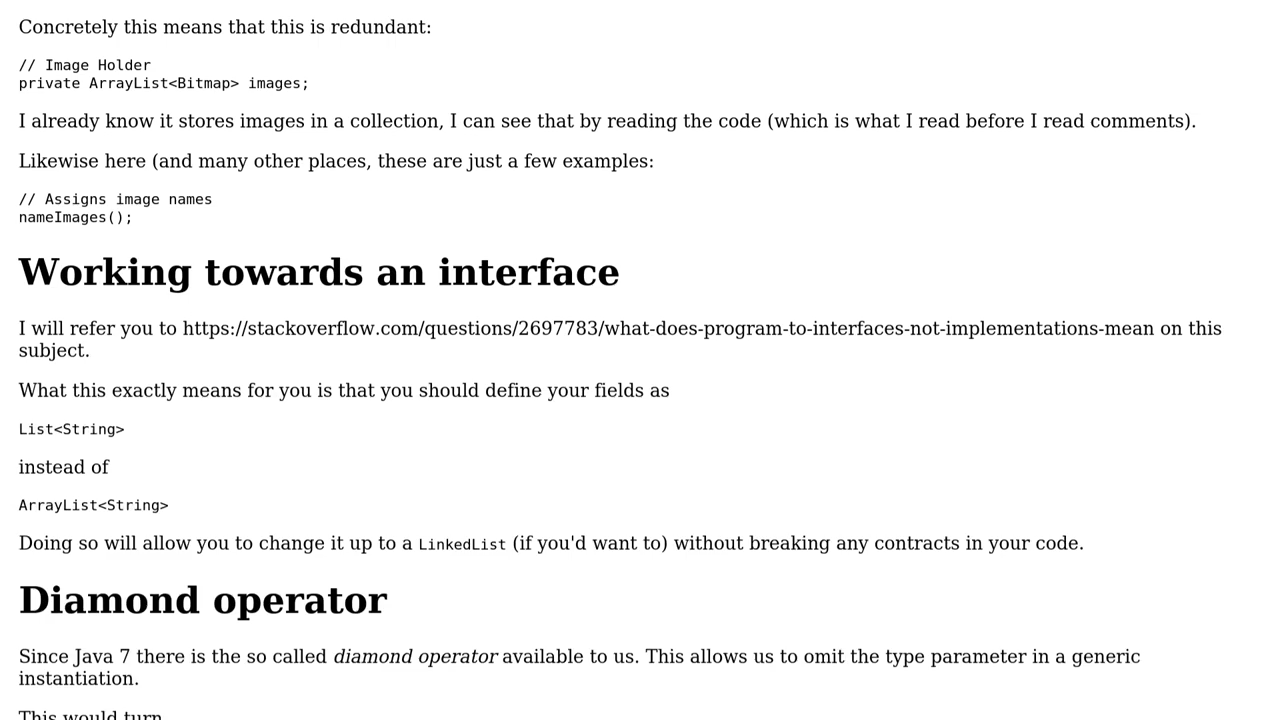 Concretely this means that this is redundant:
// Image Holder
private ArrayList<Bitmap> images;
I already know it stores images in a collection, I can see that by reading the code (which is what I read before I read comments).
Likewise here (and many other places, these are just a few examples:
// Assigns image names
nameImages();
Working towards an interface
I will refer you to https://stackoverflow.com/questions/2697783/what-does-program-to-interfaces-not-implementations-mean on this
subject.
What this exactly means for you is that you should define your fields as
List<String>
instead of
ArrayList<String>
Doing so will allow you to change it up to a LinkedList (if you'd want to) without breaking any contracts in your code.
Diamond operator
Since Java 7 there is the so called diamond operator available to us. This allows us to omit the type parameter in a generic
instantiation.
This would turn